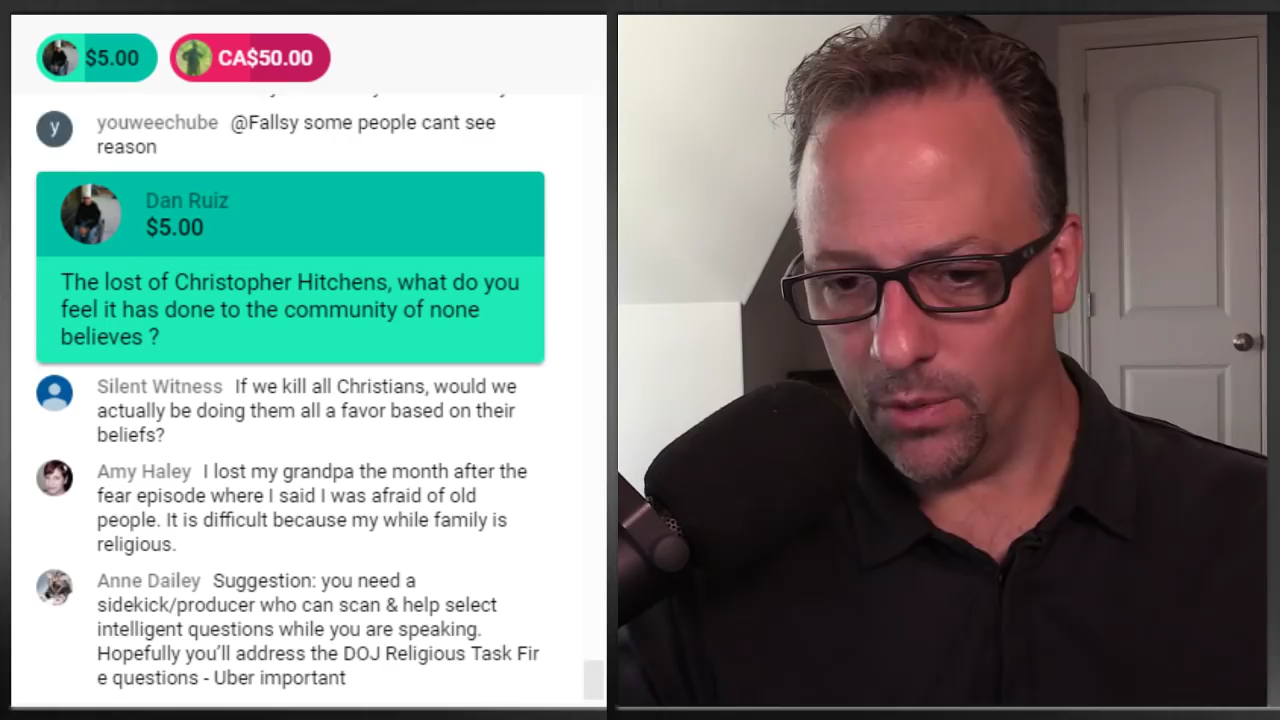 $5.00
CA$50.00
youweechube @Fallsy some people cant see
reason
y
Dan Ruiz
$5.00
The lost of Christopher Hitchens, what do you
feel it has done to the community of none
believes ?
Silent Witness If we kill all Christians, would we
actually be doing them all a favor based on their
beliefs?
Amy Haley I lost my grandpa the month after the
fear episode where I said I was afraid of old
people. It is difficult because my while family is
religious.
Anne Dailey Suggestion: you need a
sidekick/producer who can scan & help select
intelligent questions while you are speaking.
Hopefully you’ll address the DOJ Religious Task Fir
e questions - Uber important